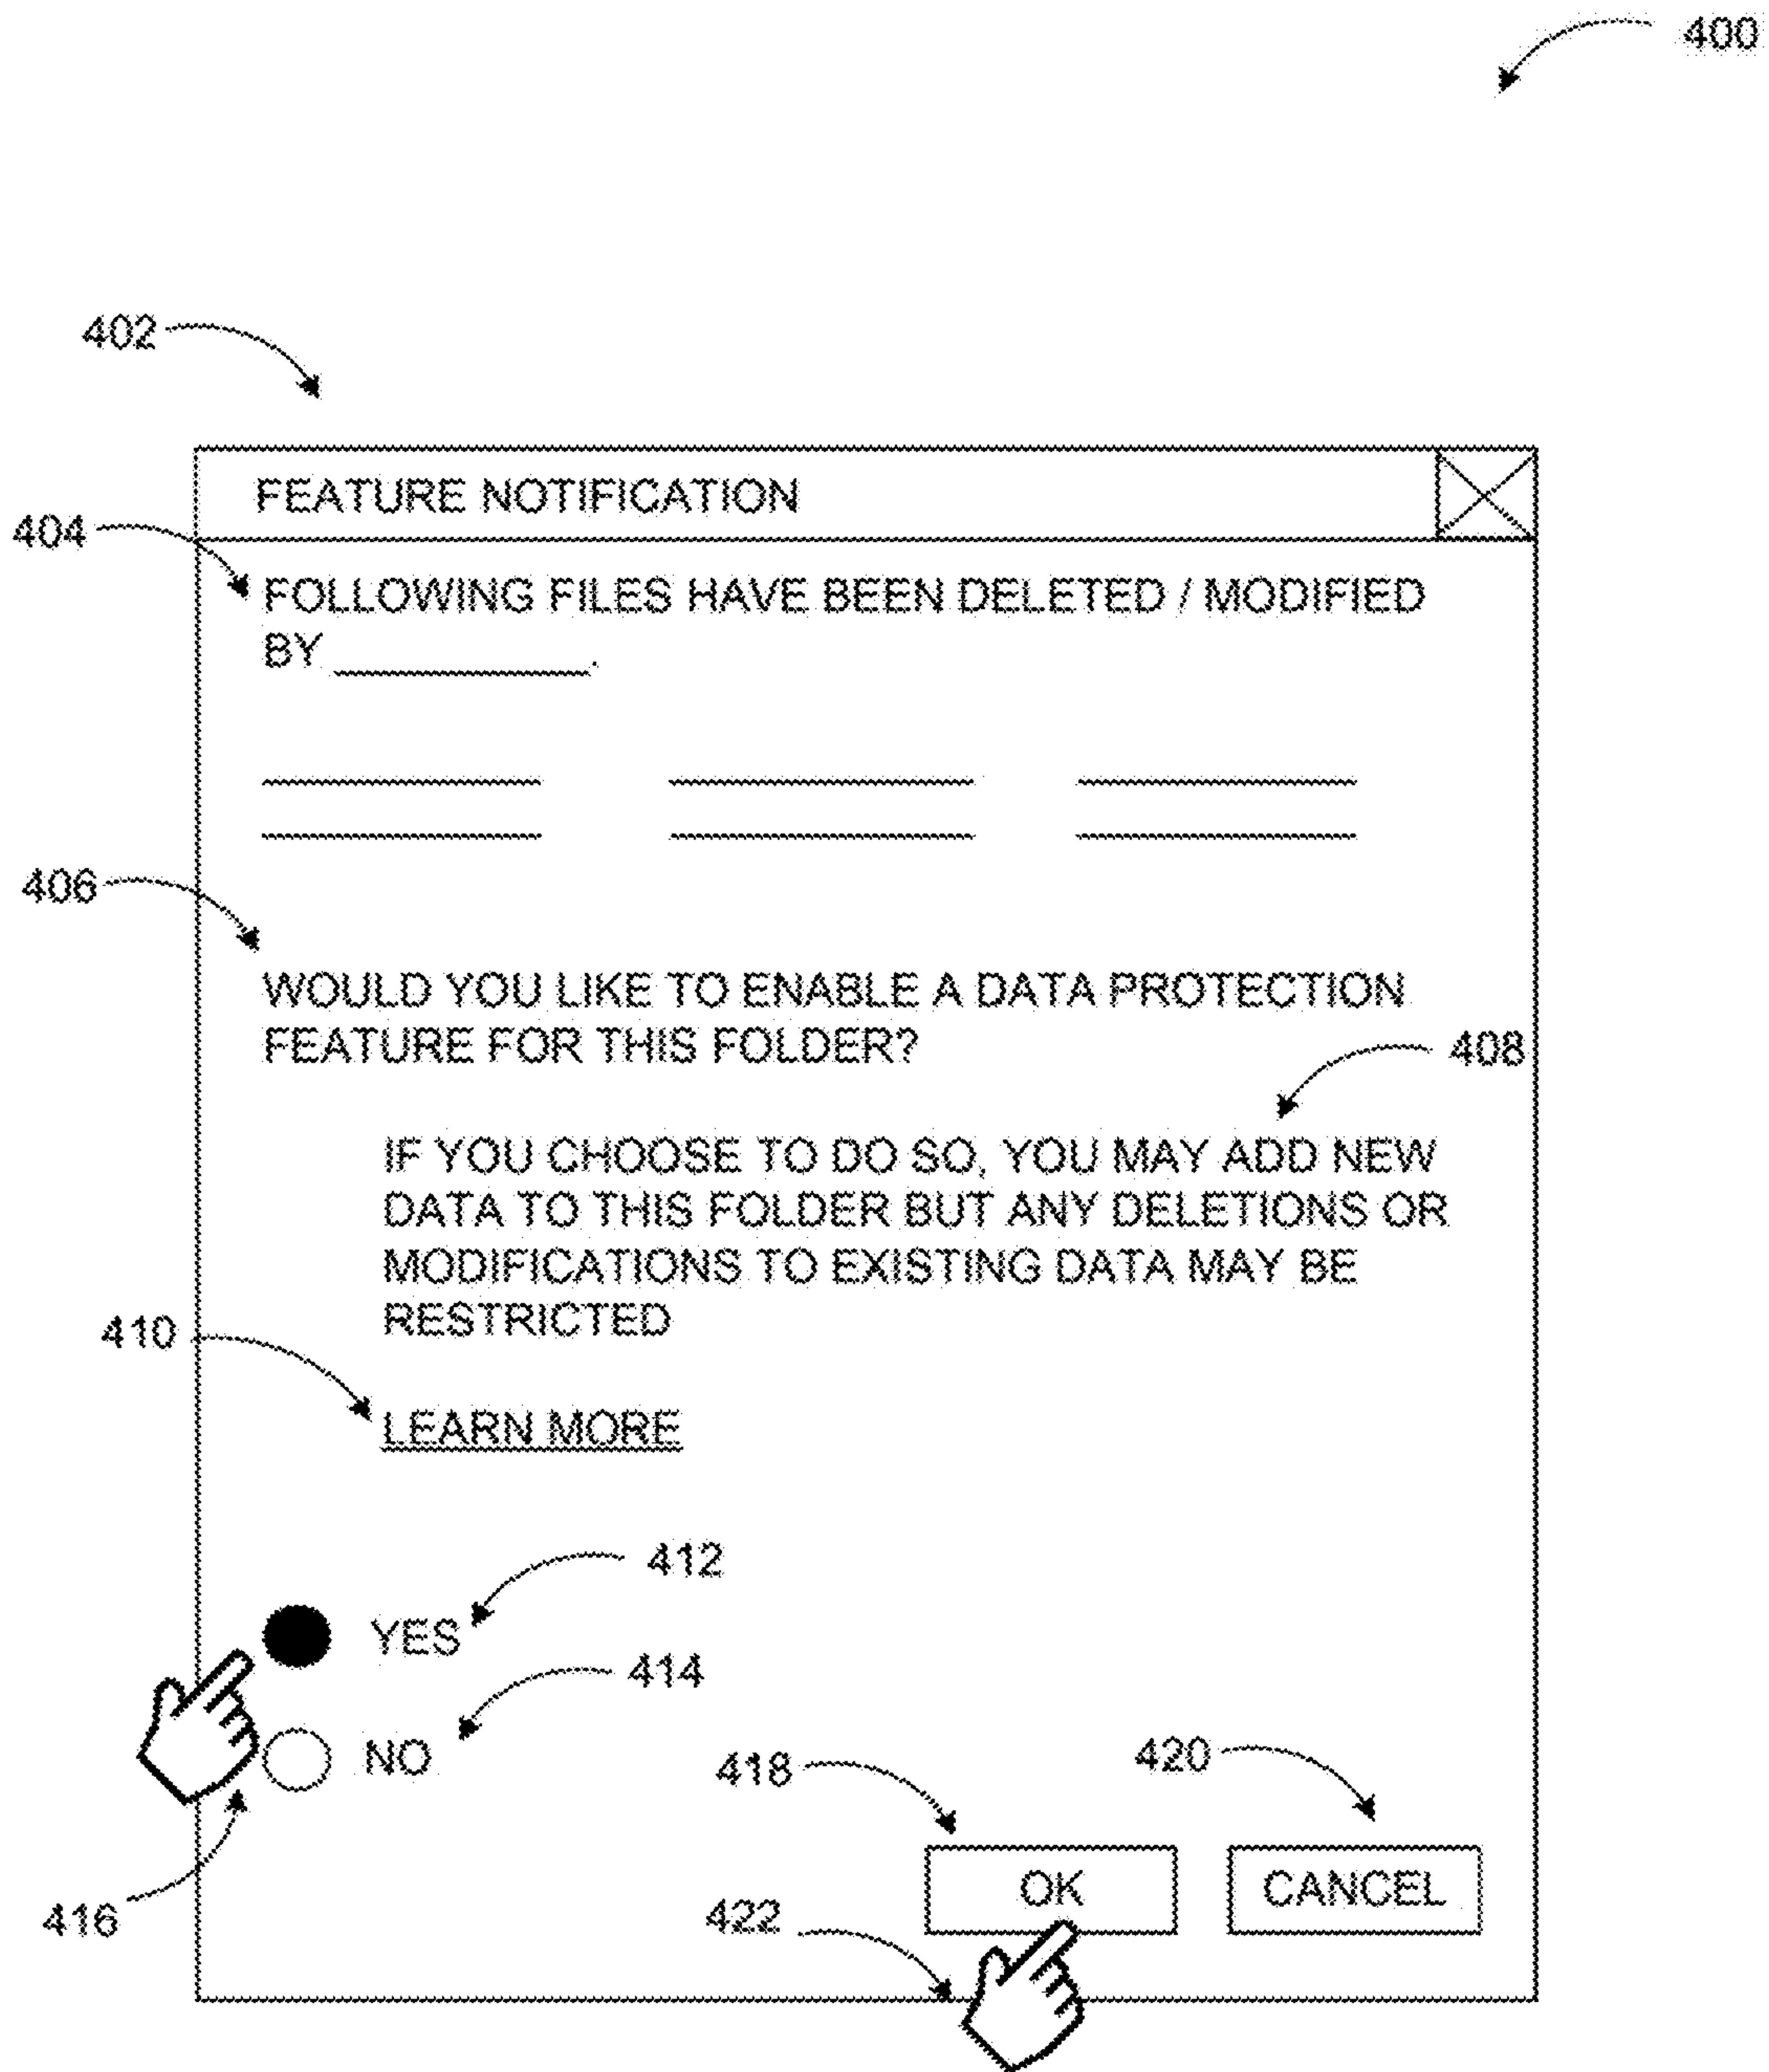 400
402
FEATURE NOTIFICATION
404
FOLLOWING FILES HAVE BEEN DELETED / MODIFIED
BY ____________.
406
WOULD YOU LIKE TO ENABLE A DATA PROTECTION
FEATURE FOR THIS FOLDER?
408
IF YOU CHOOSE TO DO SO, YOU MAY ADD NEW
DATA TO THIS FOLDER BUT ANY DELETIONS OR
MODIFICATIONS TO EXISTING DATA MAY BE
RESTRICTED
410
LEARN MORE
412
YES
414
NO
416
418
420
OK
CANCEL
422